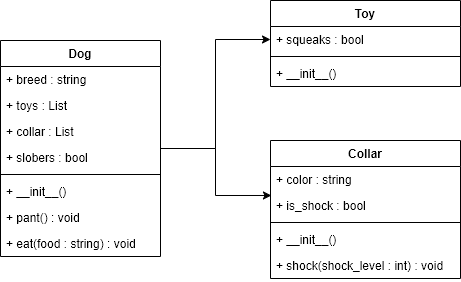 Dog
+ breed : string
+ toys : List
+ collar : List
+ slobers : bool
+ __init__()
+ pant() : void
+ eat(food : string) : void
Toy
+ squeaks : bool
+ __init__()
Collar
+ color : string
+ is_shock : bool
+ __init__()
+ shock(shock_level : int) : void